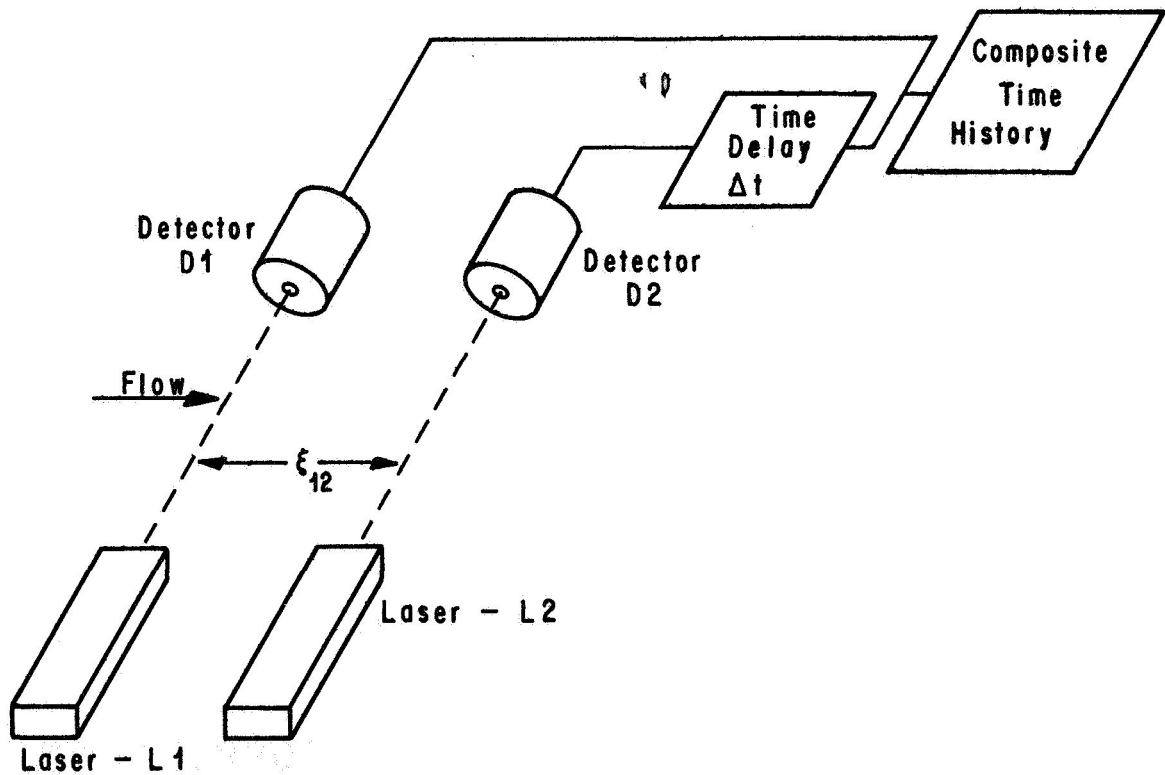 Composite
Time
History
Time
Delay
Δt
Detector
D1
Detector
D2
Flow
ξ12
Laser - L2
Laser - L1